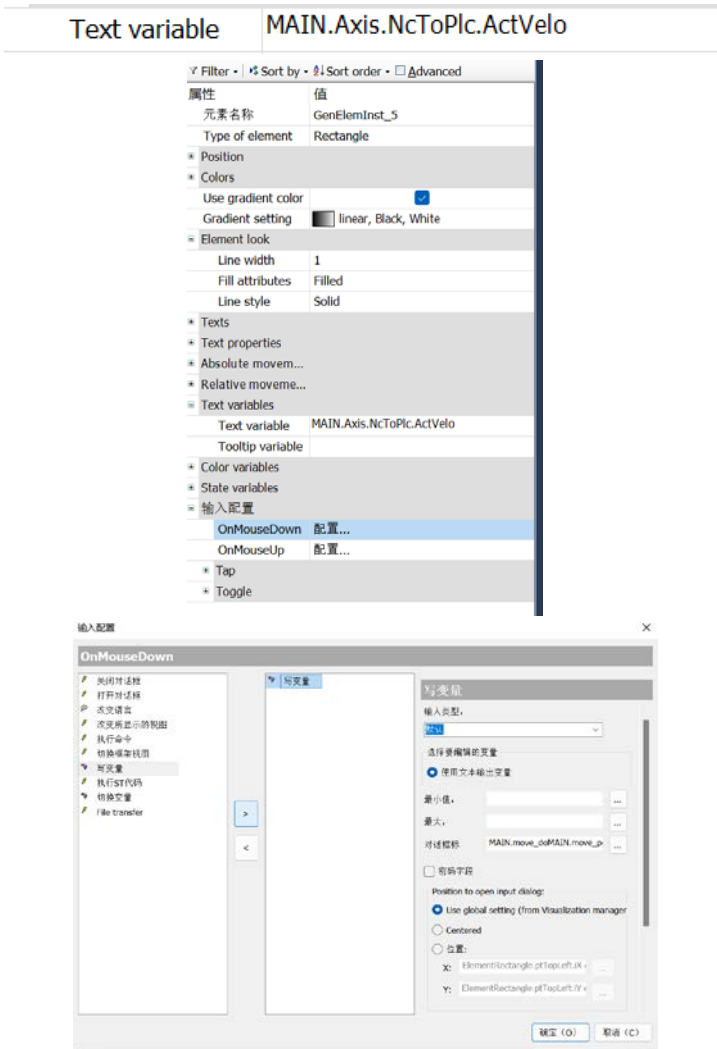 Text variable MAIN.Axis.NcToPlc.ActVelo
Filter Sort by Sort order Advanced
属性 值
元素名称 GenElemInst_5
Type of element Rectangle
Position
Colors
Use gradient color
Gradient setting linear, Black, White
Element look
Line width 1
Fill attributes Filled
Line style Solid
Texts
Text properties
Absolute movem...
Relative moveme...
Text variables
Text variable MAIN.Axis.NcToPlc.ActVelo
Tooltip variable
Color variables
State variables
输入配置
OnMouseDown 配置...
OnMouseUp 配置...
Tap
Toggle
输入配置
OnMouseDown
关闭对话框
打开对话框
改变语言
改变所显示的视图
执行命令
切换框架视图
写变量
执行ST代码
切换变量
File transfer
>
<
写变量
写变量
输入类型,
默认
选择要编辑的变量
使用文本输出变量
最小值,
...
最大,
...
对话框标 MAIN.move_doMAIN.move_p
...
密码字段
Position to open input dialog:
Use global setting (from Visualization manager
Centered
位置:
X: ElementRectangle.ptTopLeft.iX
...
Y: ElementRectangle.ptTopLeft.iY
...
确定 (O) 取消 (C)